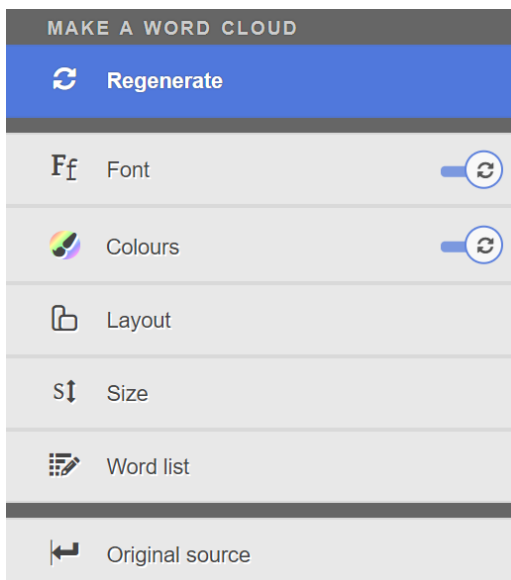 MAKE A WORD CLOUD
Regenerate
Ff Font
Colours
Layout
S Size
Word list
Original source